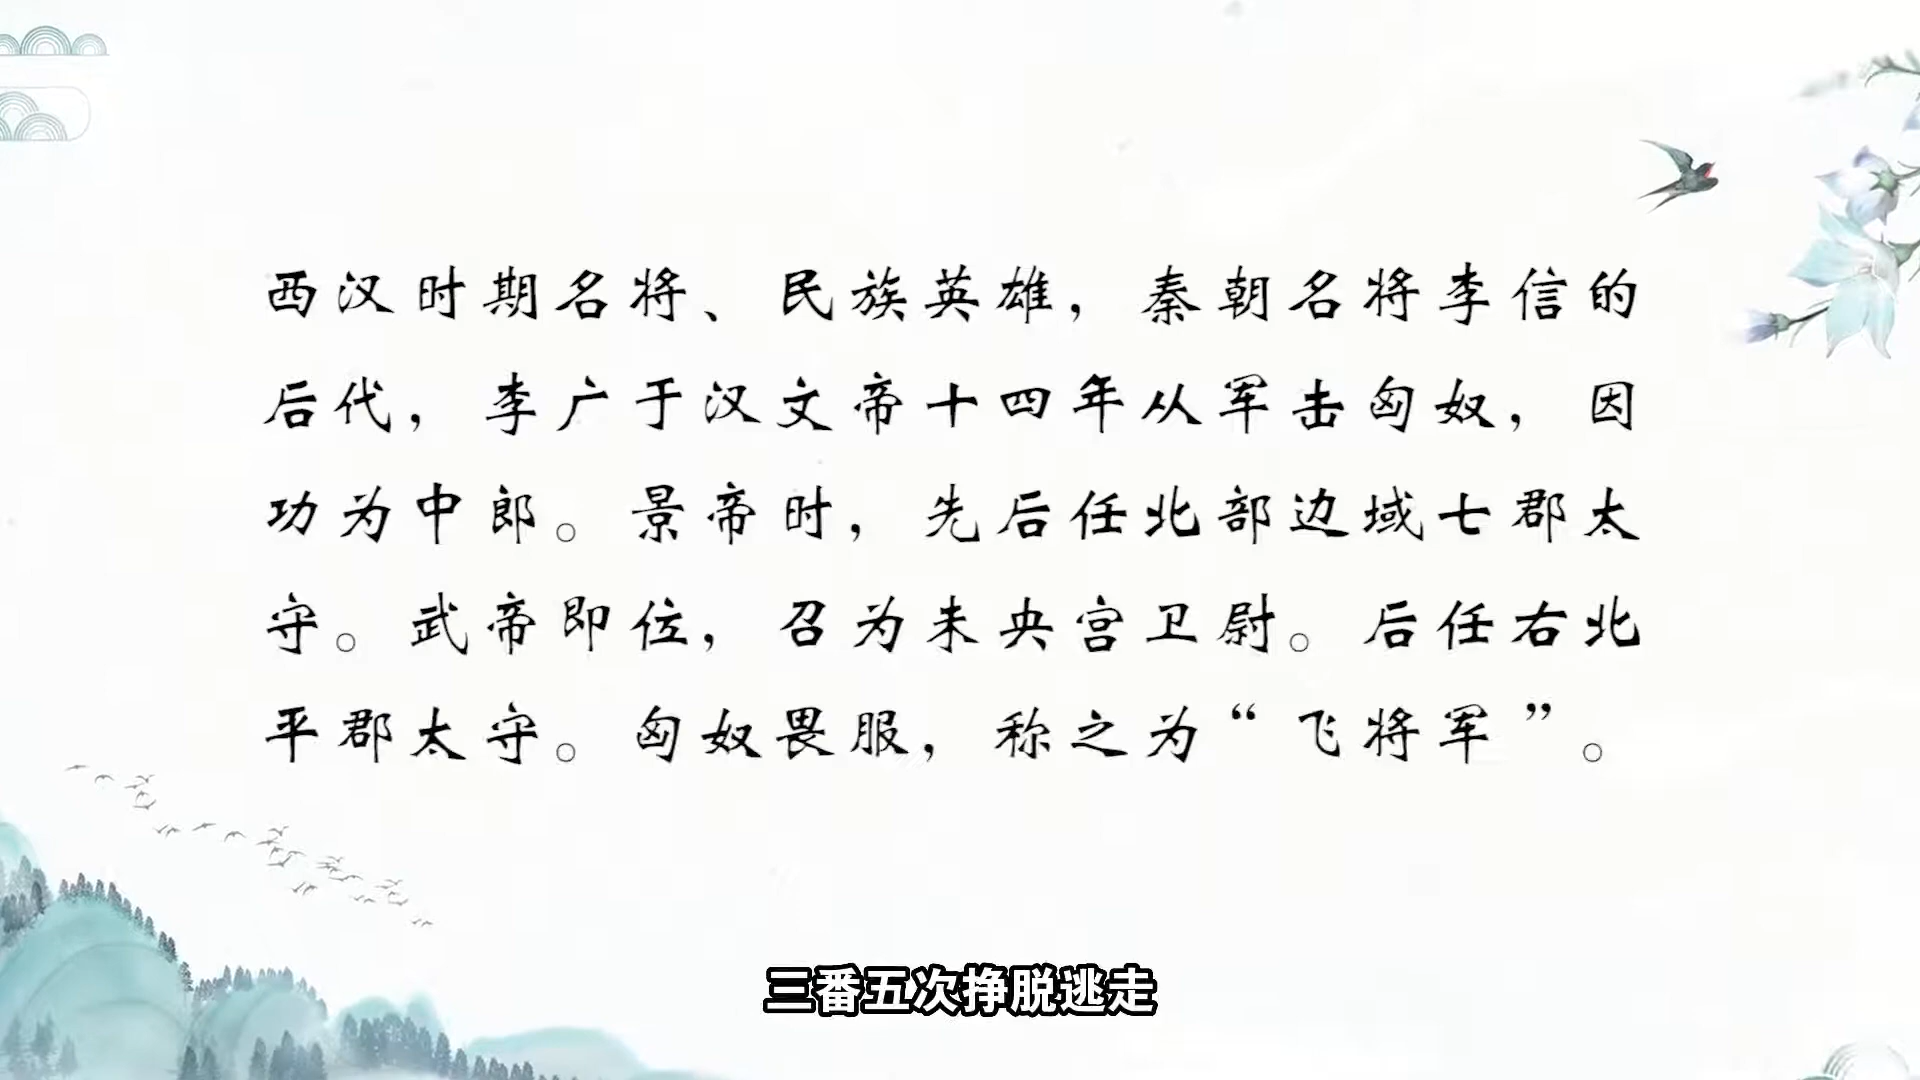 西汉时期名将、民族英雄，秦朝名将李信的
后代，李广于汉文帝十四年从军击匈奴，因
功为中郎。景帝时，先后任北部边域七郡太
守。武帝即位，召为未央宫卫尉。后任右北
平郡太守。匈奴畏服，称之为“飞将军”。
三番五次挣脱逃走